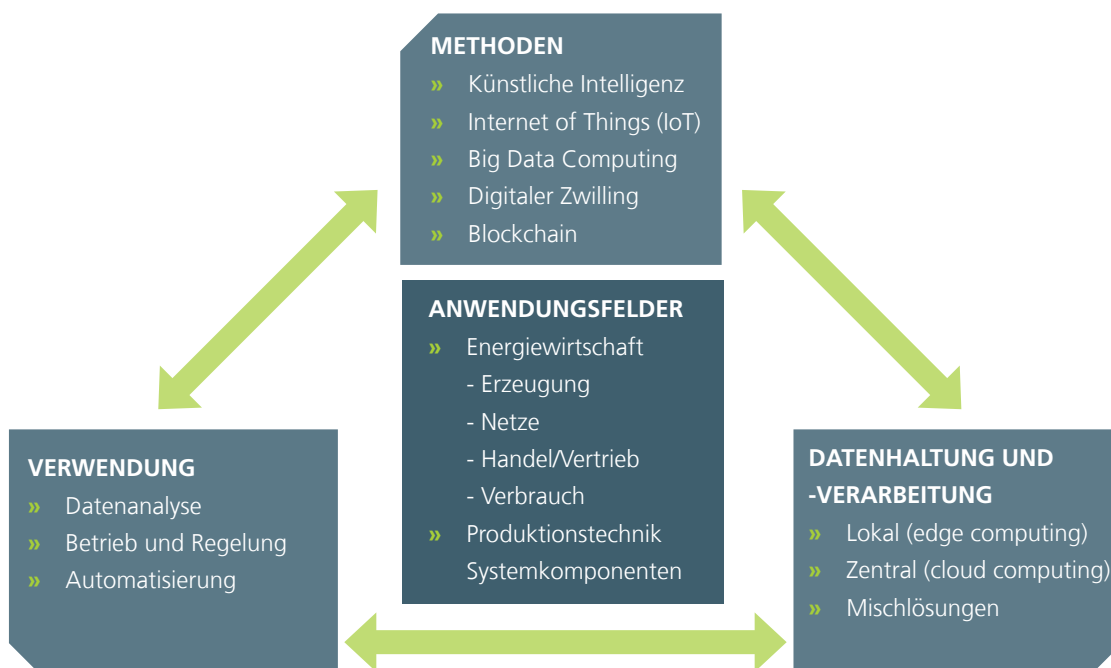 METHODEN
» Künstliche Intelligenz
» Internet of Things (IoT)
» Big Data Computing
» Digitaler Zwilling
» Blockchain
ANWENDUNGSFELDER
» Energiewirtschaft
- Erzeugung
- Netze
- Handel/Vertrieb
- Verbrauch
» Produktionstechnik
Systemkomponenten
VERWENDUNG
» Datenanalyse
» Betrieb und Regelung
» Automatisierung
DATENHALTUNG UND
-VERARBEITUNG
» Lokal (edge computing)
» Zentral (cloud computing)
» Mischlösungen